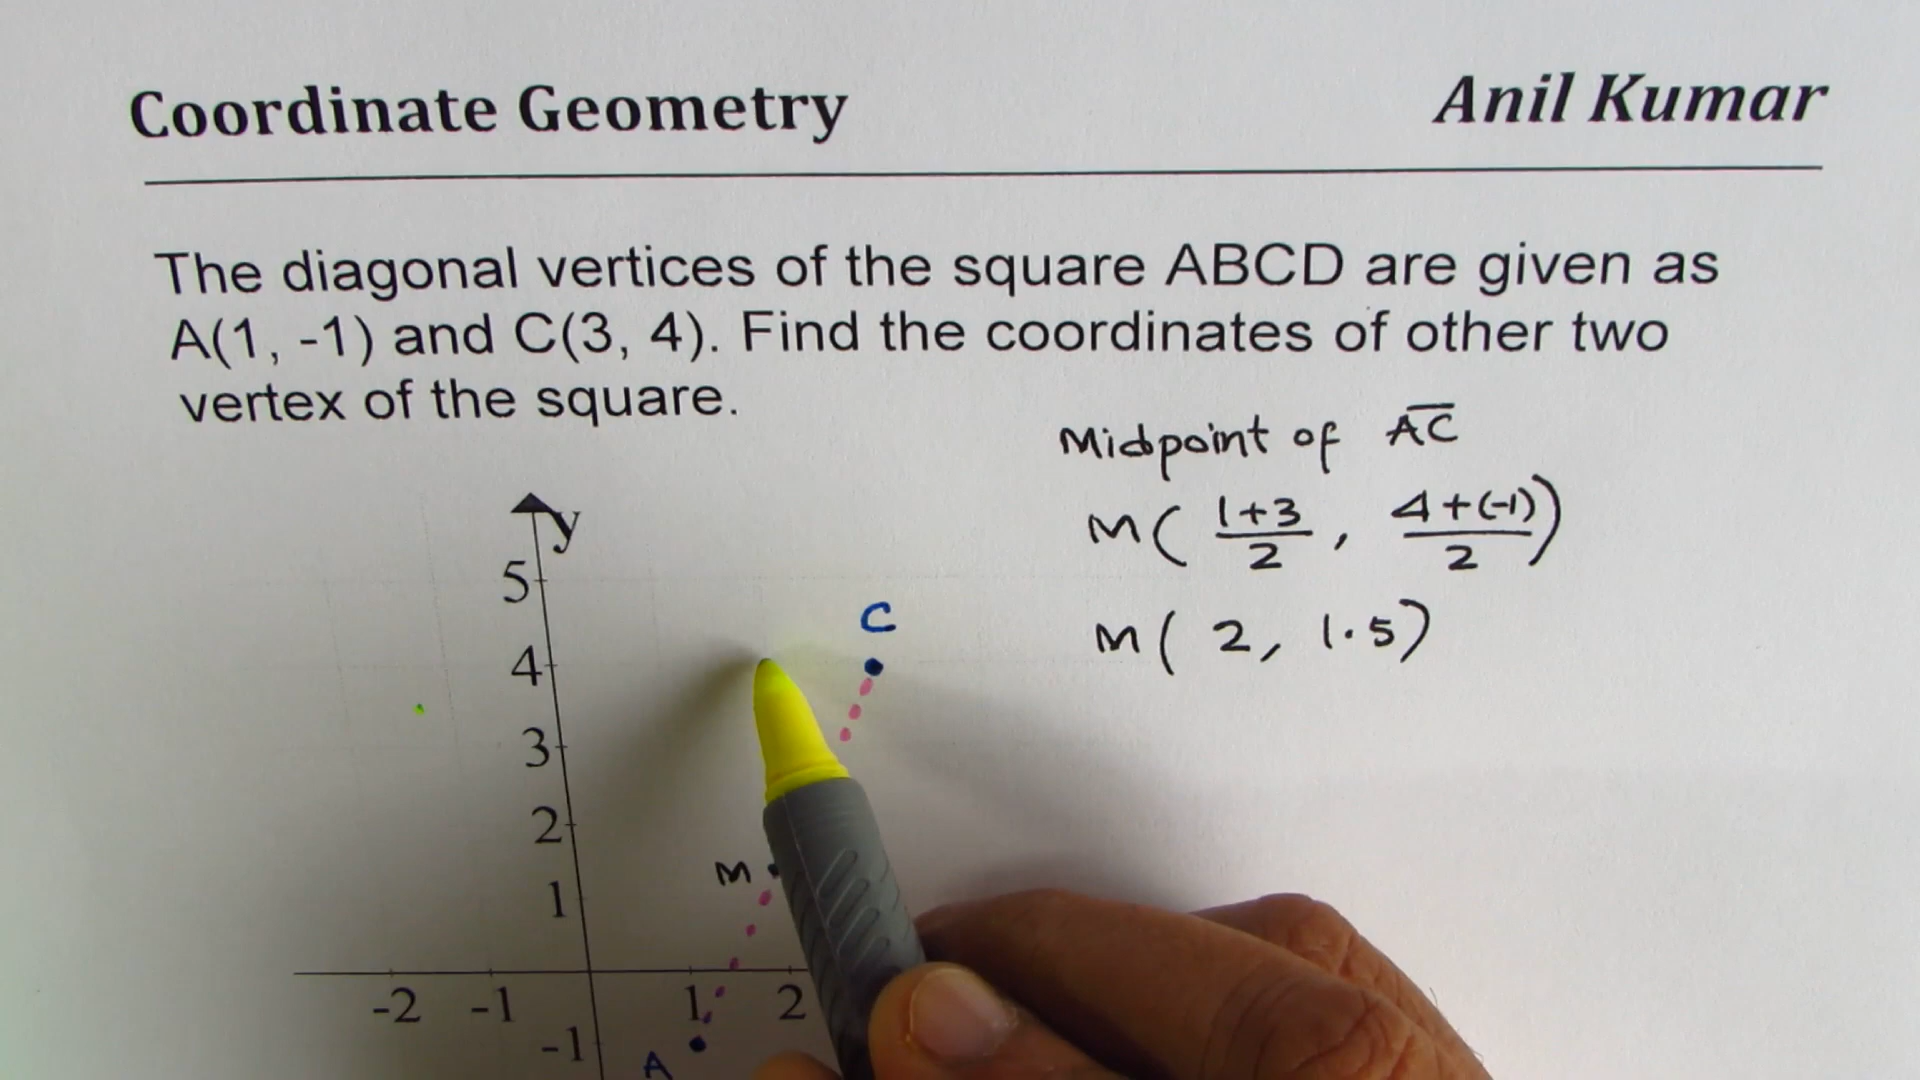 Coordinate Geometry
Anil Kumar
The diagonal vertices of the square ABCD are given as
A(1, -1) and C(3, 4). Find the coordinates of other two
vertex of the square.
Midpoint of A̅C̅
M( 1+3/2 , 4+(-1)/2 )
M( 2, 1.5)
y
5
C
4
3
2
M
1
-2 -1 1 2
-1
A